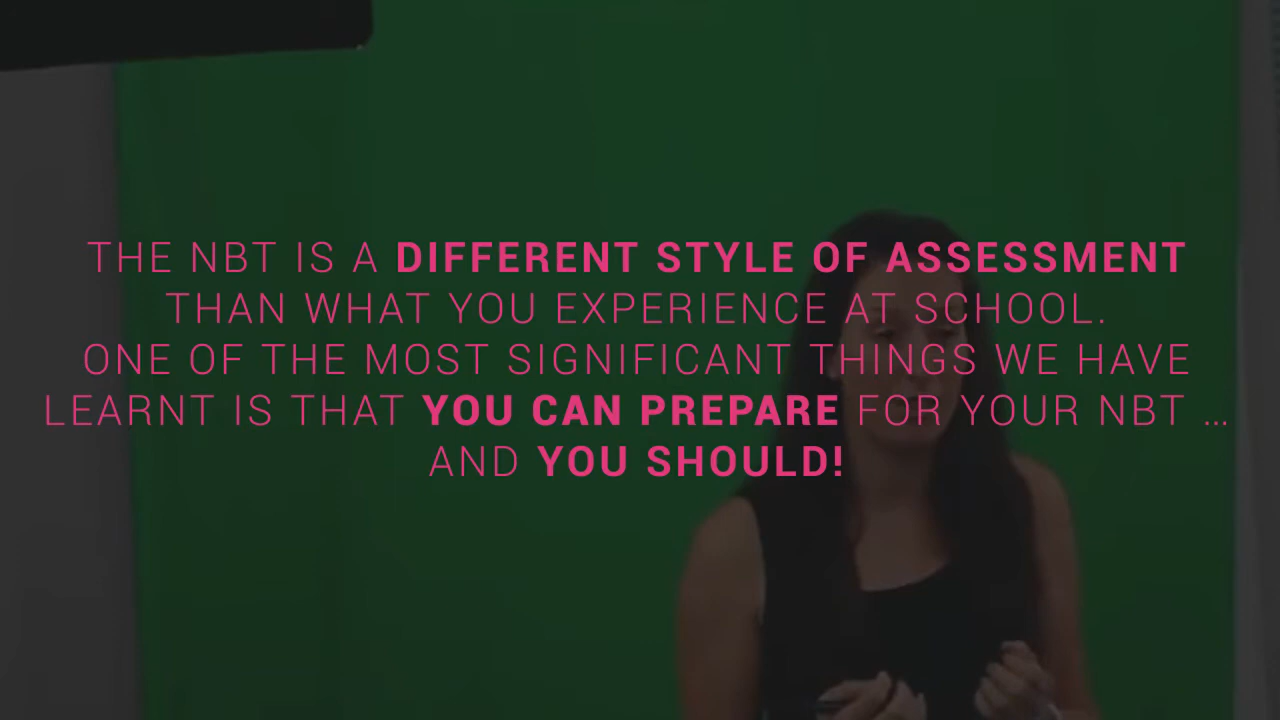 THE NBT IS A DIFFERENT STYLE OF ASSESSMENT
THAN WHAT YOU EXPERIENCE AT SCHOOL.
ONE OF THE MOST SIGNIFICANT THINGS WE HAVE
LEARNT IS THAT YOU CAN PREPARE FOR YOUR NBT ...
AND YOU SHOULD!